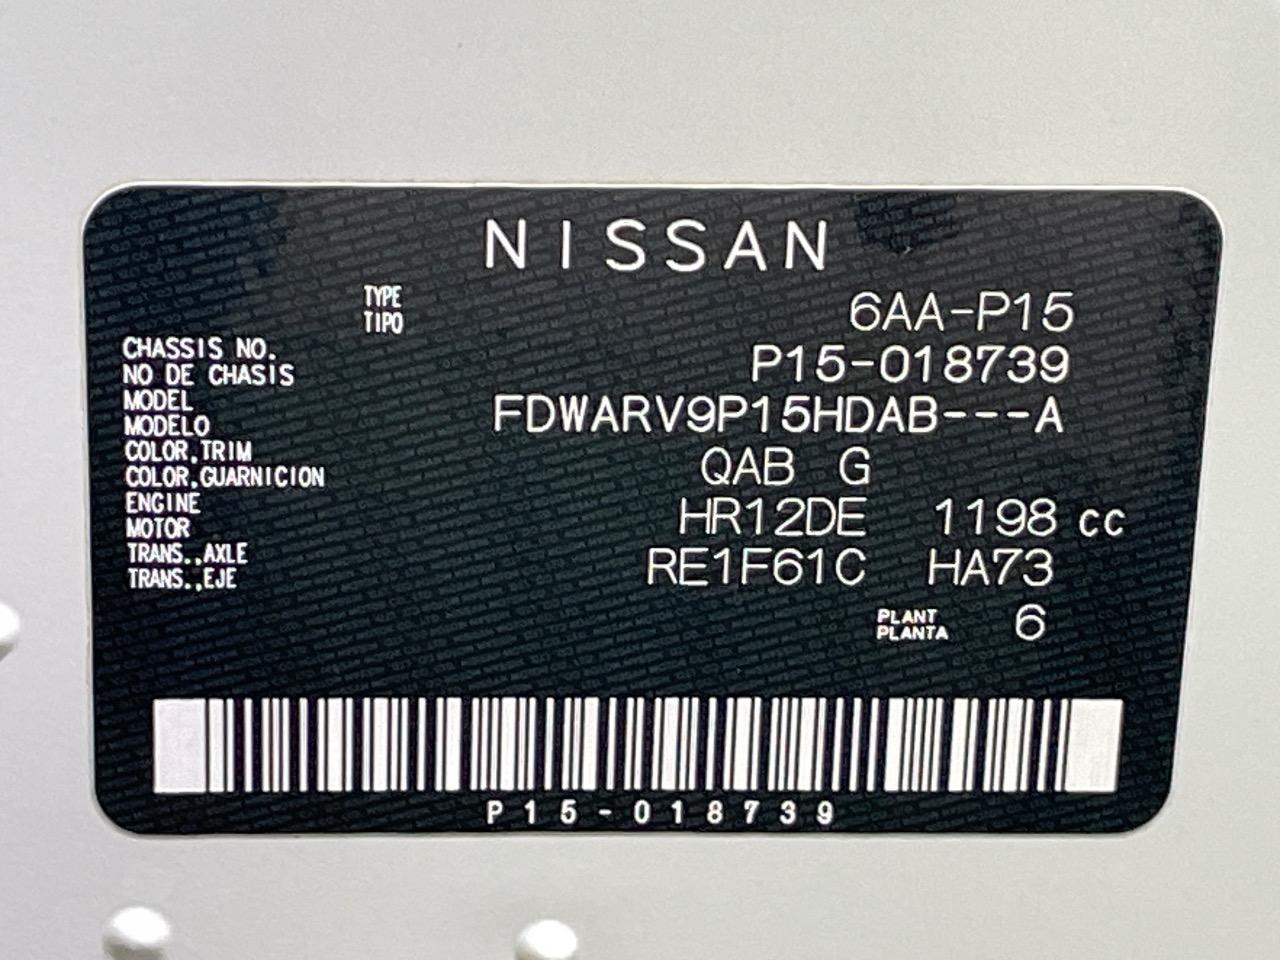 NISSAN
TYPE
TIPO
6AA-P15
CHASSIS NO.
NO DE CHASIS
P15-018739
MODEL
MODELO
FDWARV9P15HDAB---A
COLOR,TRIM
COLOR,GUARNICION
QAB G
ENGINE
MOTOR
HR12DE 1198 cc
TRANS.,AXLE
TRANS.,EJE
RE1F61C HA73
PLANT
PLANTA
6
P15-018739